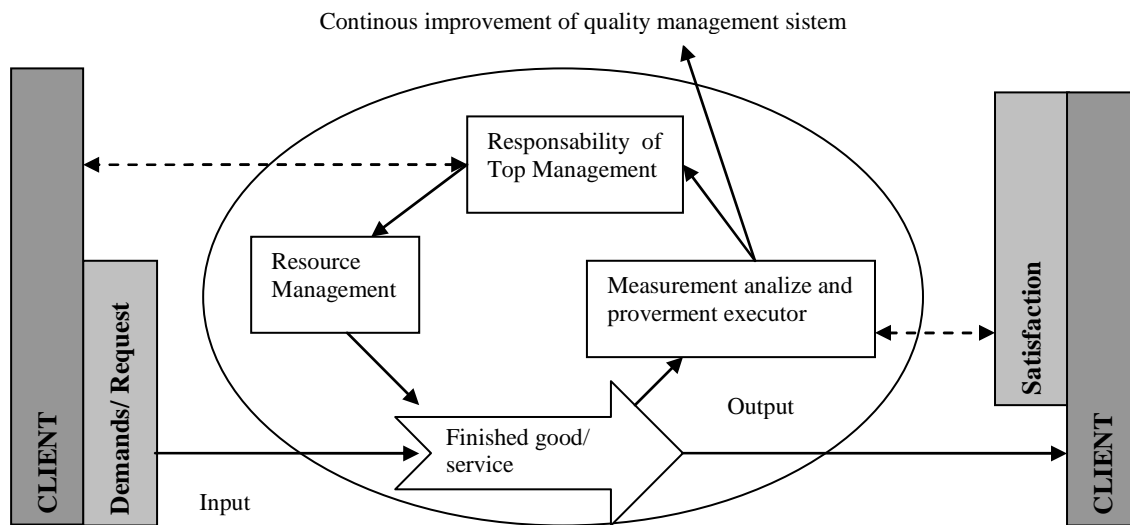 Continous improvement of quality management sistem
Responsability of
Top Management
Resource
Management
Measurement analize and
proverment executor
Finished good/
service
Input
Output
CLIENT
Demands/ Request
Satisfaction
CLIENT